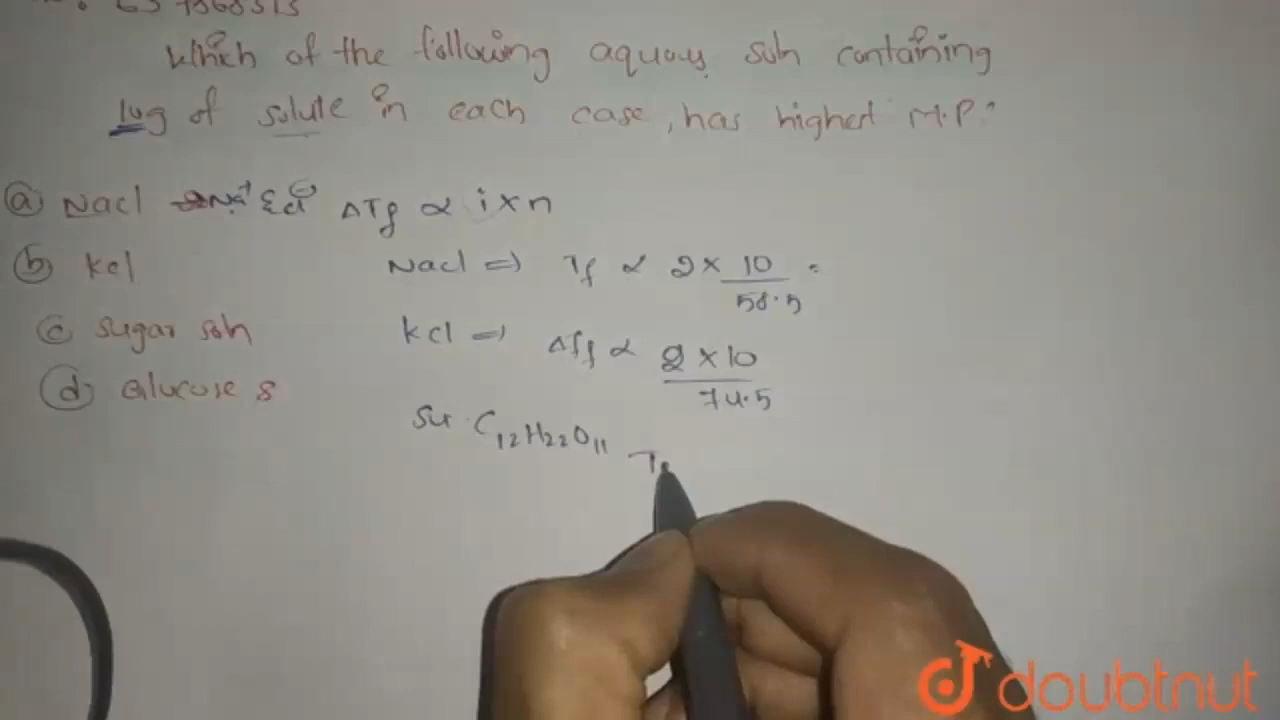 Which of the following aquous soln containing
10g of solute in each case, has highest M.P?
(a) Nacl
ΔTf ∝ i×n
(b) kcl
Nacl ⇒ Tf ∝ 2× 10
58.5
(c) sugar soln
kcl ⇒ ΔTf ∝ 2×10
74.5
(d) Glucose s
Su. C12H22O11 T
doubtnut